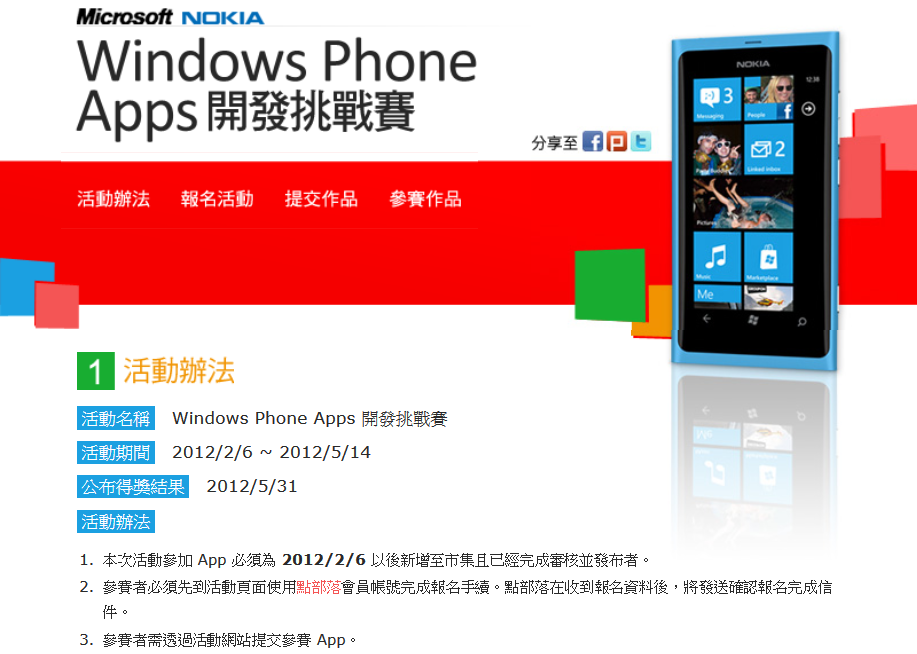 Microsoft NOKIA
Windows Phone
Apps 開發挑戰賽
分享至
活動辦法 報名活動 提交作品 參賽作品
NOKIA
12:38
3
Messaging
People
2
Linked inbox
Pictures
Music
Marketplace
Me
GROUPON
1 活動辦法
活動名稱 Windows Phone Apps 開發挑戰賽
活動期間 2012/2/6 ~ 2012/5/14
公布得獎結果 2012/5/31
活動辦法
1. 本次活動參加 App 必須為 2012/2/6 以後新增至市集且已經完成審核並發布者。
2. 參賽者必須先到活動頁面使用點部落會員帳號完成報名手續。點部落在收到報名資料後，將發送確認報名完成信
件。
3. 參賽者需透過活動網站提交參賽 App。